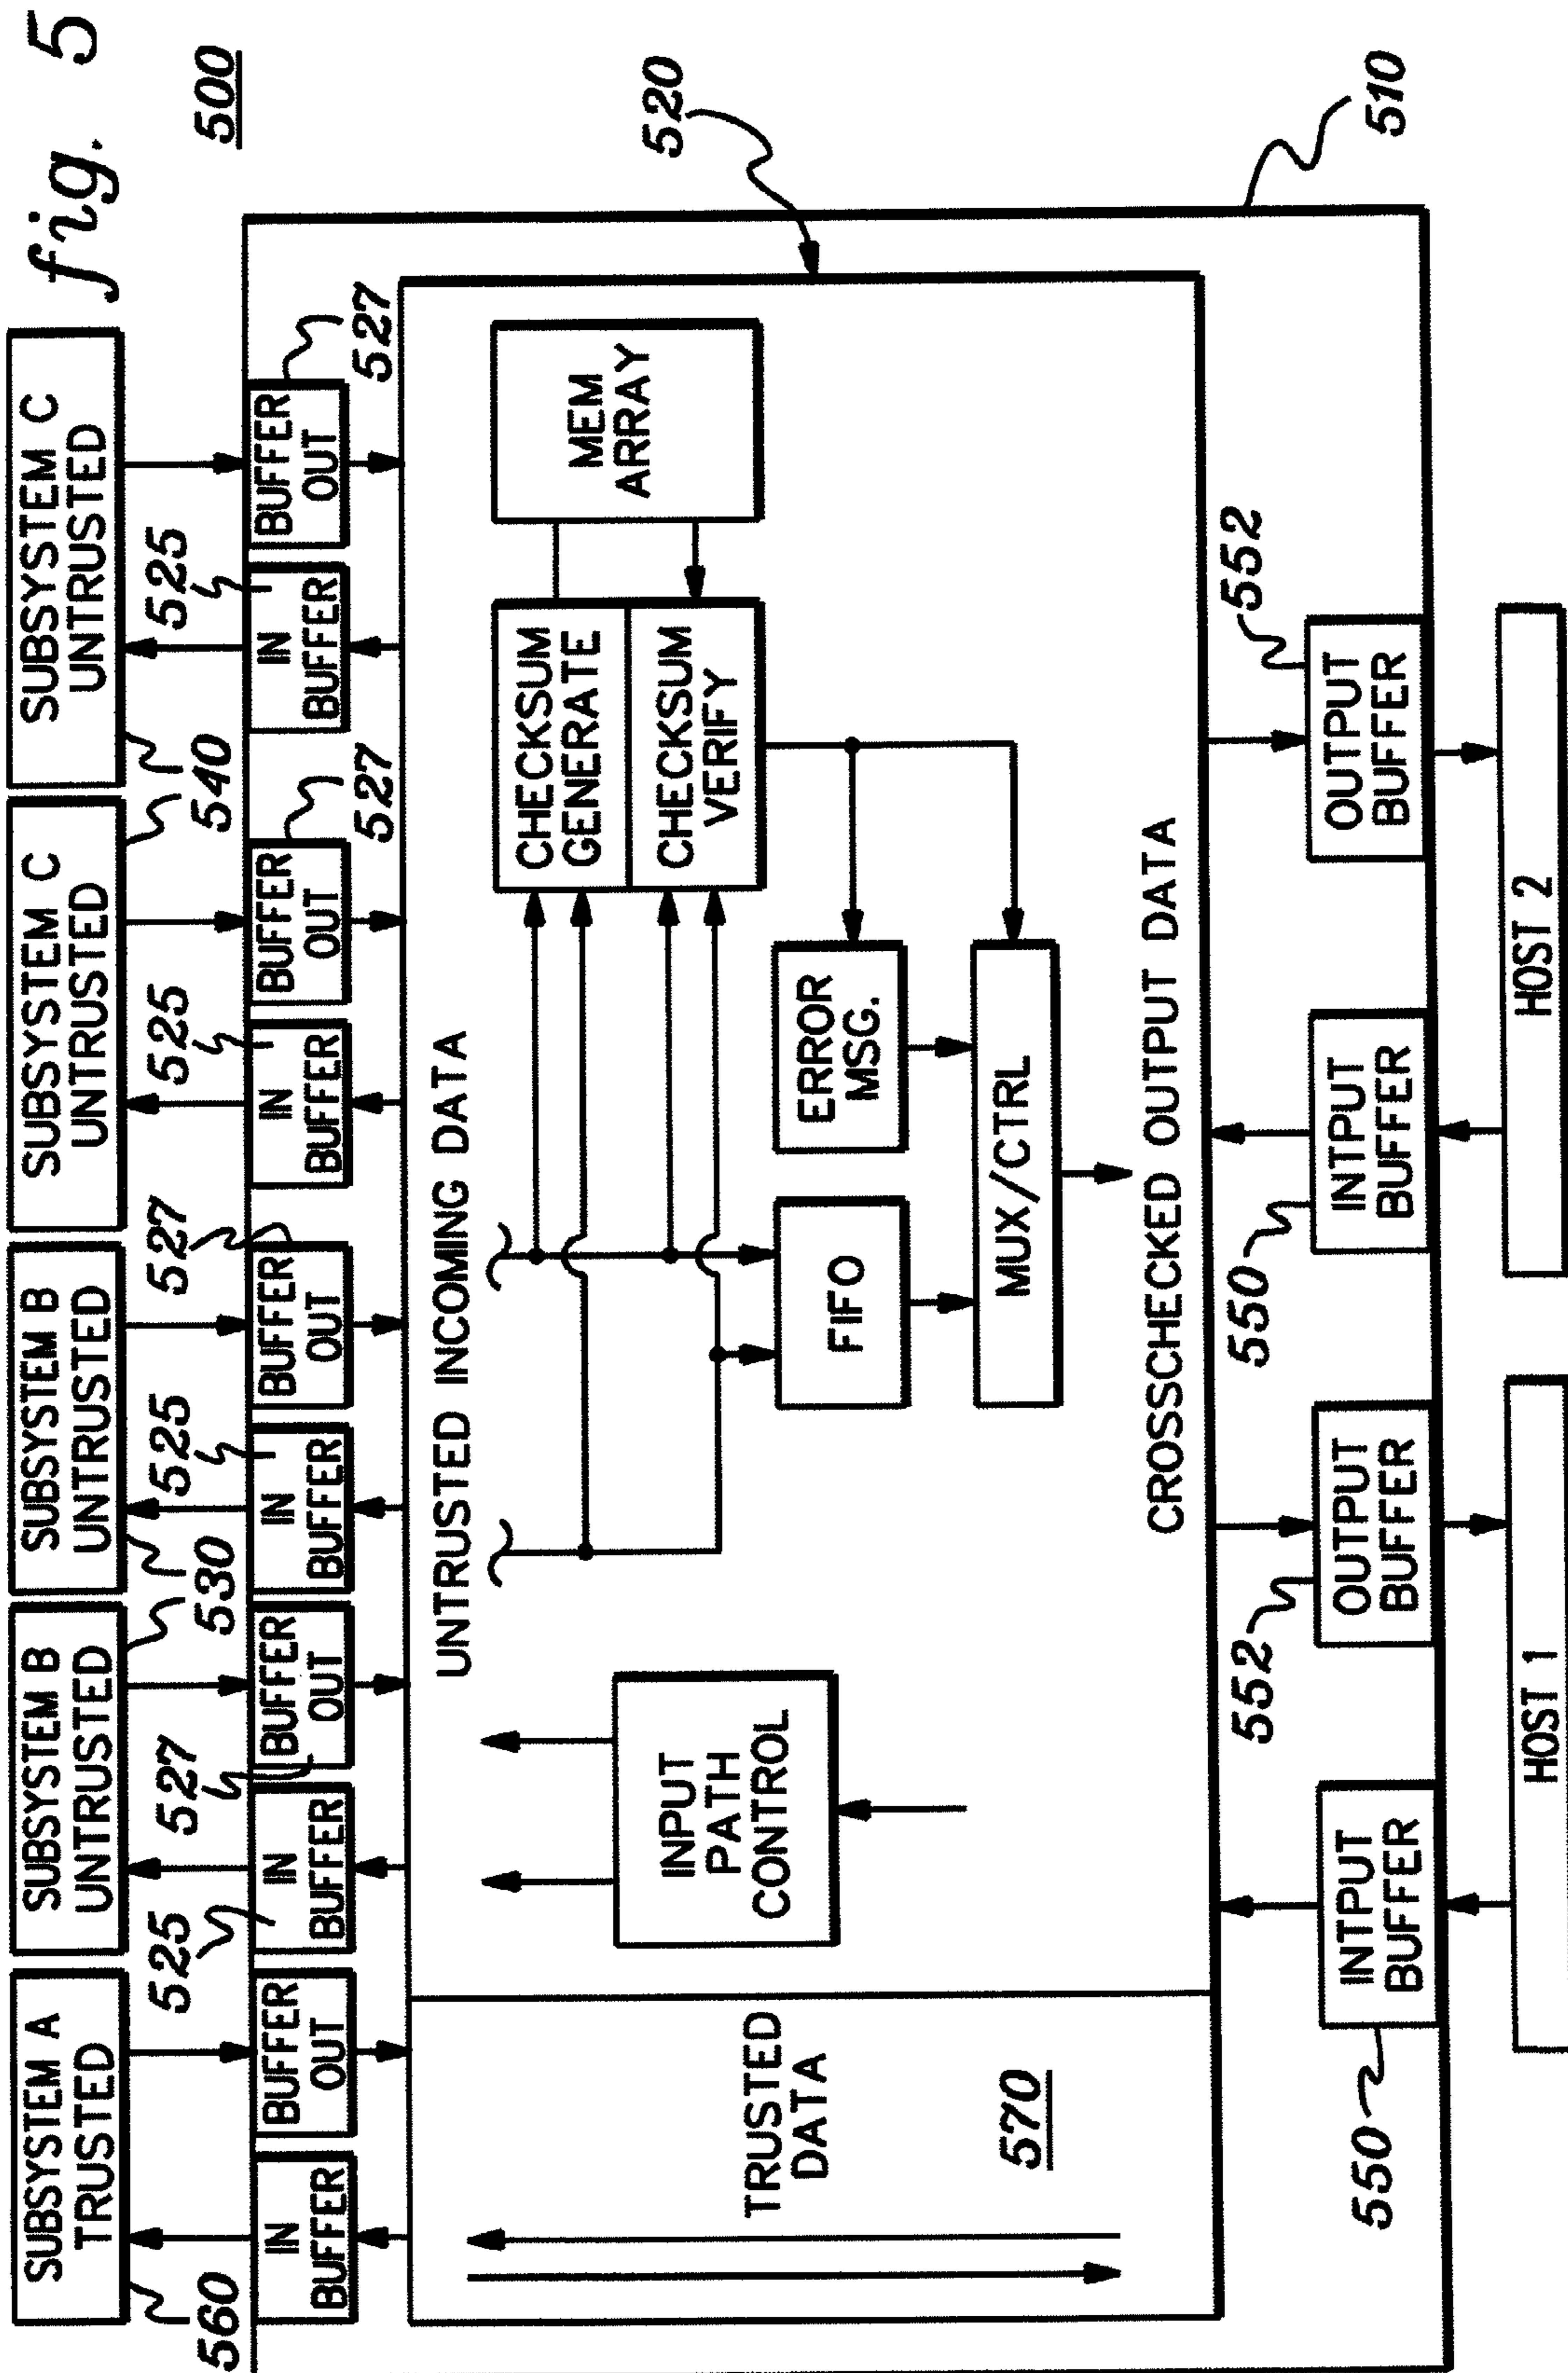 fig. 5
500
SUBSYSTEM A
TRUSTED
SUBSYSTEM B
UNTRUSTED
SUBSYSTEM B
UNTRUSTED
SUBSYSTEM C
UNTRUSTED
SUBSYSTEM C
UNTRUSTED
560
525
527
530
525
527
525
540
527
525
527
IN
BUFFER
BUFFER
OUT
IN
BUFFER
BUFFER
OUT
IN
BUFFER
BUFFER
OUT
IN
BUFFER
BUFFER
OUT
IN
BUFFER
BUFFER
OUT
520
UNTRUSTED INCOMING DATA
TRUSTED
DATA
570
INPUT
PATH
CONTROL
CHECKSUM
GENERATE
CHECKSUM
VERIFY
MEM
ARRAY
FIFO
ERROR
MSG.
MUX/CTRL
CROSSCHECKED OUTPUT DATA
550
552
550
552
510
INTPUT
BUFFER
OUTPUT
BUFFER
INTPUT
BUFFER
OUTPUT
BUFFER
HOST 1
HOST 2